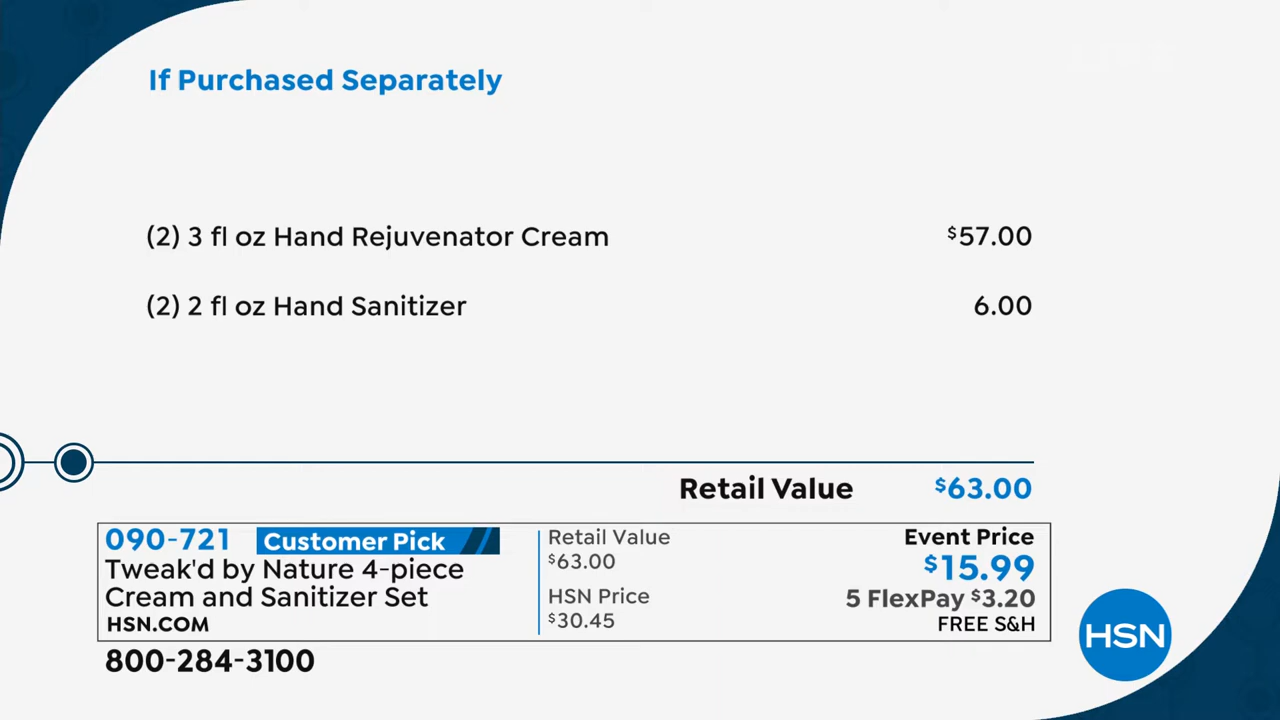 If Purchased Separately
(2) 3 fl oz Hand Rejuvenator Cream $57.00
(2) 2 fl oz Hand Sanitizer 6.00
Retail Value $63.00
090-721 Customer Pick
Tweak'd by Nature 4-piece
Cream and Sanitizer Set
HSN.COM
Retail Value
$63.00
HSN Price
$30.45
Event Price
$15.99
5 FlexPay $3.20
FREE S&H
HSN
800-284-3100